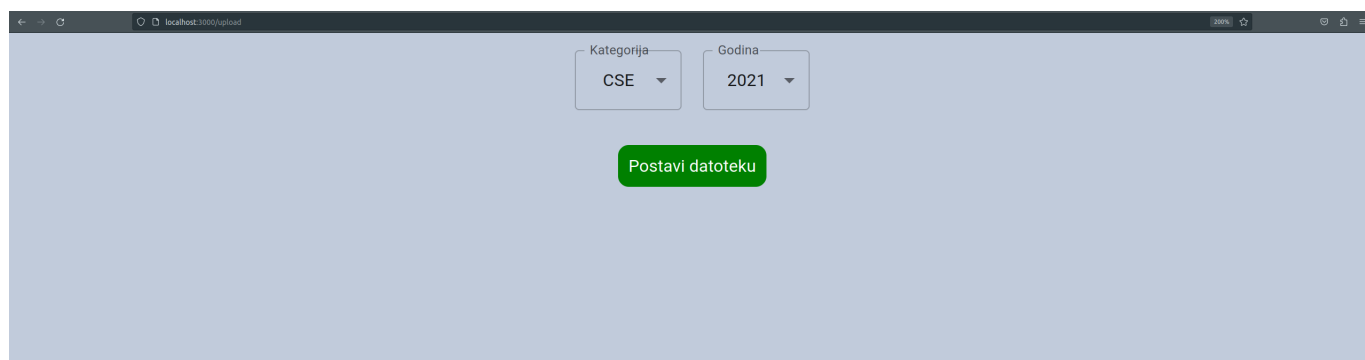 localhost:3000/upload
200%
Kategorija
Godina
CSE
2021
Postavi datoteku